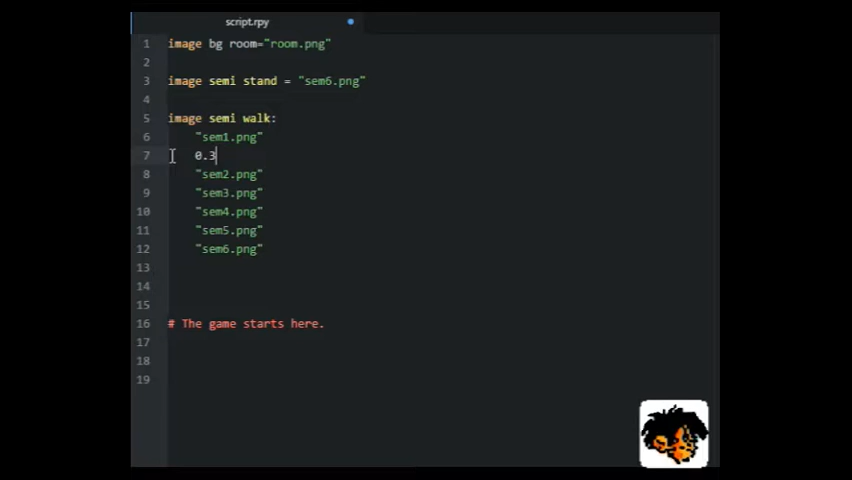 script.rpy
1 image bg room="room.png"
2
3 image semi stand = "sem6.png"
4
5 image semi walk:
6 "sem1.png"
7 0.3
8 "sem2.png"
9 "sem3.png"
10 "sem4.png"
11 "sem5.png"
12 "sem6.png"
13
14
15
16 # The game starts here.
17
18
19